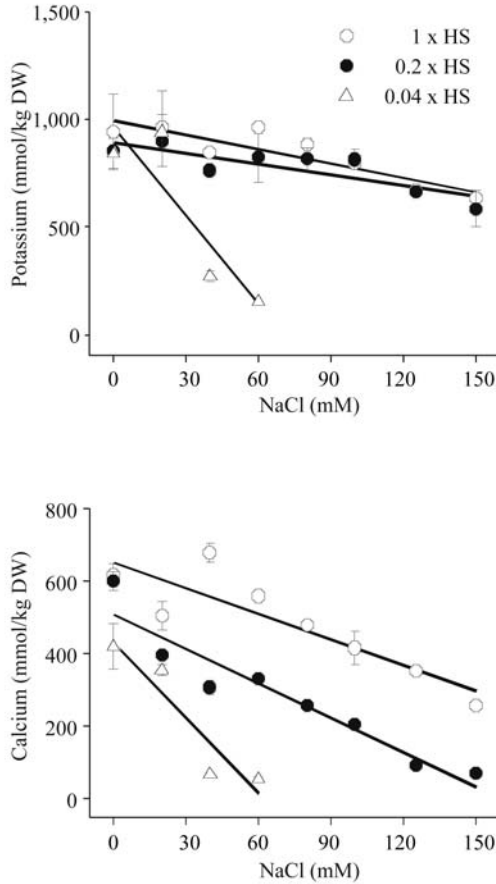 1,500
1 x HS
0.2 x HS
0.04 x HS
1,000
500
0
Potassium (mmol/kg DW)
0 30 60 90 120 150
NaCl (mM)
800
600
400
200
0
Calcium (mmol/kg DW)
0 30 60 90 120 150
NaCl (mM)